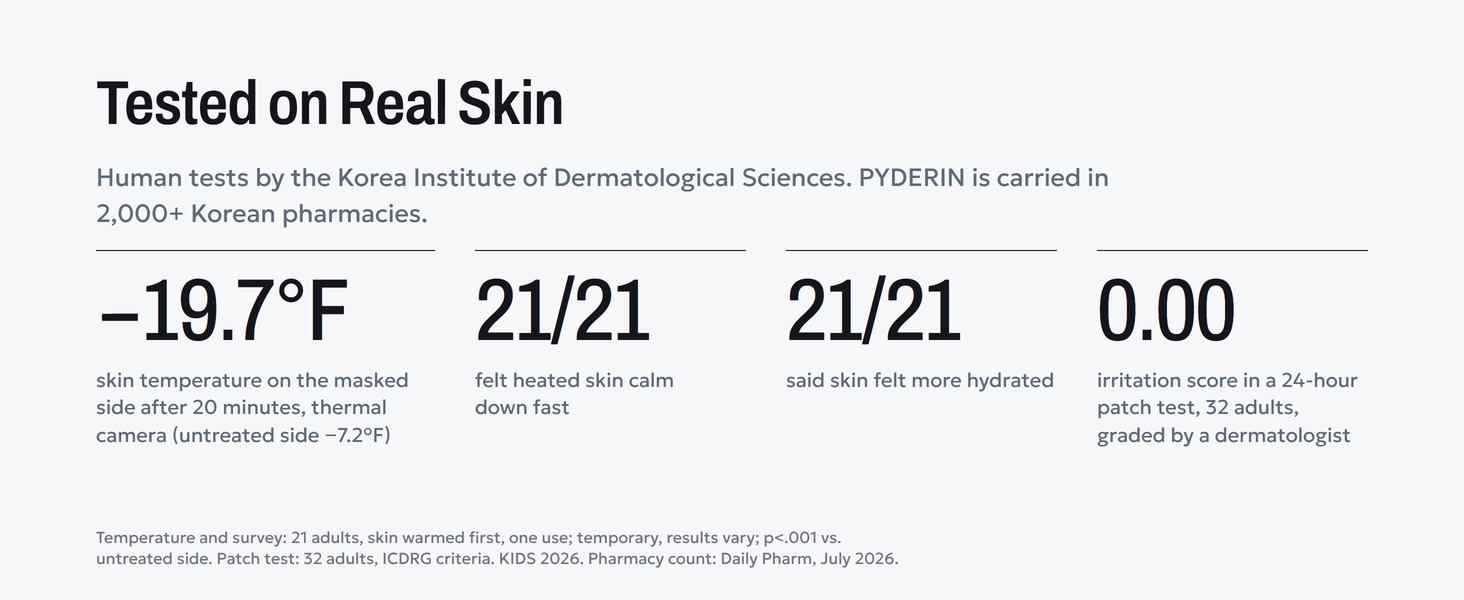 Tested on Real Skin
Human tests by the Korea Institute of Dermatological Sciences. PYDERIN is carried in
2,000+ Korean pharmacies.
−19.7°F
skin temperature on the masked
side after 20 minutes, thermal
camera (untreated side −7.2°F)
21/21
felt heated skin calm
down fast
21/21
said skin felt more hydrated
0.00
irritation score in a 24-hour
patch test, 32 adults,
graded by a dermatologist
Temperature and survey: 21 adults, skin warmed first, one use; temporary, results vary; p<.001 vs.
untreated side. Patch test: 32 adults, ICDRG criteria. KIDS 2026. Pharmacy count: Daily Pharm, July 2026.